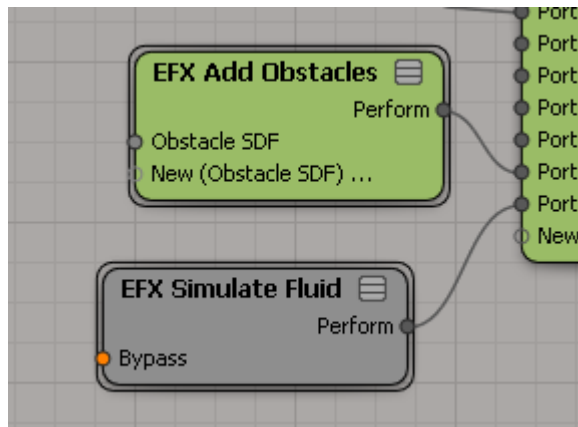 EFX Add Obstacles
Perform
Obstacle SDF
New (Obstacle SDF) ...
EFX Simulate Fluid
Perform
Bypass
Port
Port
Port
Port
Port
Port
Port
New